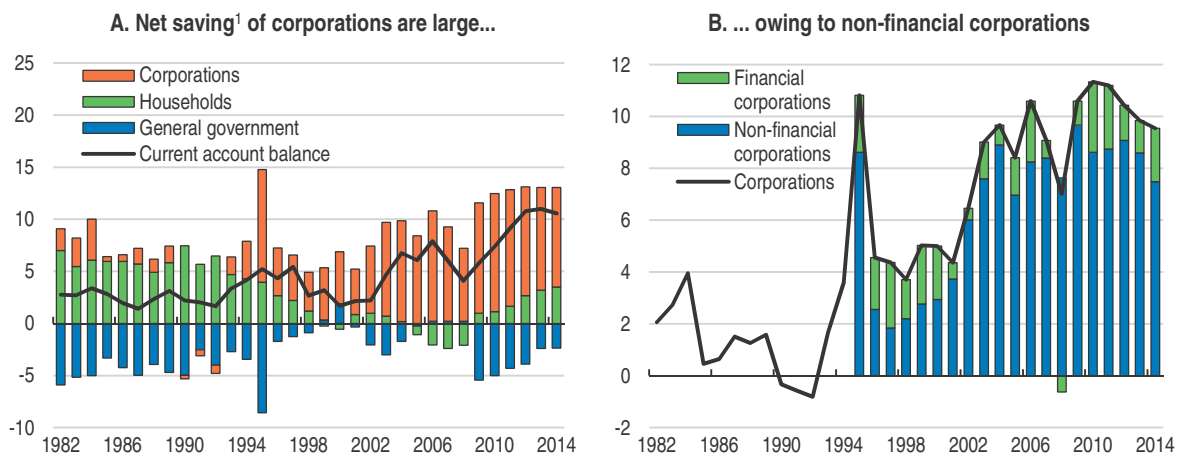 A. Net saving¹ of corporations are large...
25
20
15
10
5
0
-5
-10
Corporations
Households
General government
Current account balance
1982 1986 1990 1994 1998 2002 2006 2010 2014
B. ... owing to non-financial corporations
12
10
8
6
4
2
0
-2
Financial
corporations
Non-financial
corporations
Corporations
1982 1986 1990 1994 1998 2002 2006 2010 2014